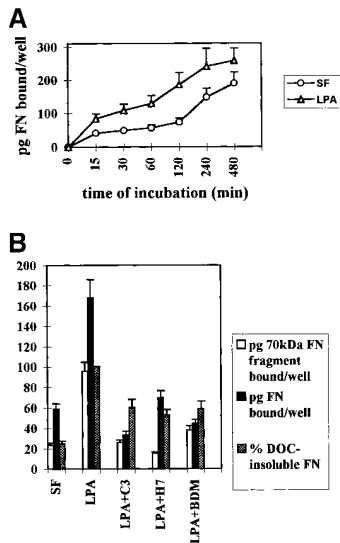 A
pg FN bound/well
300
200
100
0
0
15
30
60
120
240
480
time of incubation (min)
SF
LPA
B
200
180
160
140
120
100
80
60
40
20
0
SF
LPA
LPA+C3
LPA+H7
LPA+BDM
pg 70kDa FN
fragment
bound/well
pg FN
bound/well
% DOC-
insoluble FN